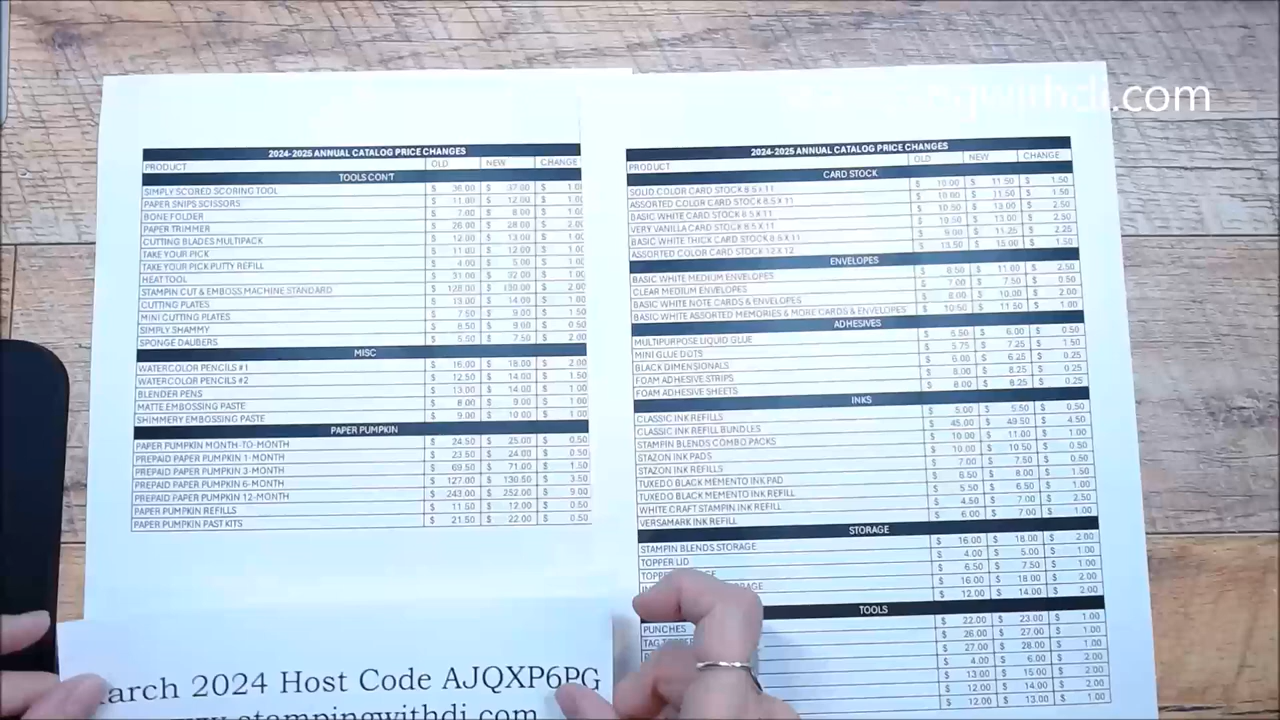 ngwithdi.com
2024-2025 ANNUAL CATALOG PRICE CHANGES
PRODUCT OLD NEW CHANGE
TOOLS CON'T
SIMPLY SCORED SCORING TOOL $ 36.00 $ 37.00 $ 1.00
PAPER SNIPS SCISSORS $ 11.00 $ 12.00 $ 1.00
BONE FOLDER $ 7.00 $ 8.00 $ 1.00
PAPER TRIMMER $ 26.00 $ 28.00 $ 2.00
CUTTING BLADES MULTIPACK $ 12.00 $ 13.00 $ 1.00
TAKE YOUR PICK $ 11.00 $ 12.00 $ 1.00
TAKE YOUR PICK PUTTY REFILL $ 4.00 $ 5.00 $ 1.00
HEAT TOOL $ 31.00 $ 32.00 $ 1.00
STAMPIN CUT & EMBOSS MACHINE STANDARD $ 128.00 $ 130.00 $ 2.00
CUTTING PLATES $ 13.00 $ 14.00 $ 1.00
MINI CUTTING PLATES $ 7.50 $ 9.00 $ 1.50
SIMPLY SHAMMY $ 8.50 $ 9.00 $ 0.50
SPONGE DAUBERS $ 5.50 $ 7.50 $ 2.00
MISC
WATERCOLOR PENCILS #1 $ 16.00 $ 18.00 $ 2.00
WATERCOLOR PENCILS #2 $ 12.50 $ 14.00 $ 1.50
BLENDER PENS $ 13.00 $ 14.00 $ 1.00
MATTE EMBOSSING PASTE $ 8.00 $ 9.00 $ 1.00
SHIMMERY EMBOSSING PASTE $ 9.00 $ 10.00 $ 1.00
PAPER PUMPKIN
PAPER PUMPKIN MONTH-TO-MONTH $ 24.50 $ 25.00 $ 0.50
PREPAID PAPER PUMPKIN 1-MONTH $ 23.50 $ 24.00 $ 0.50
PREPAID PAPER PUMPKIN 3-MONTH $ 69.50 $ 71.00 $ 1.50
PREPAID PAPER PUMPKIN 6-MONTH $ 127.00 $ 130.50 $ 3.50
PREPAID PAPER PUMPKIN 12-MONTH $ 243.00 $ 252.00 $ 9.00
PAPER PUMPKIN REFILLS $ 11.50 $ 12.00 $ 0.50
PAPER PUMPKIN PAST KITS $ 21.50 $ 22.00 $ 0.50
2024-2025 ANNUAL CATALOG PRICE CHANGES
PRODUCT OLD NEW CHANGE
CARD STOCK
SOLID COLOR CARD STOCK 8.5 X 11 $ 10.00 $ 11.50 $ 1.50
ASSORTED COLOR CARD STOCK 8.5 X 11 $ 10.00 $ 11.50 $ 1.50
BASIC WHITE CARD STOCK 8.5 X 11 $ 10.50 $ 13.00 $ 2.50
VERY VANILLA CARD STOCK 8.5 X 11 $ 10.50 $ 13.00 $ 2.50
BASIC WHITE THICK CARD STOCK 8.5 X 11 $ 9.00 $ 11.25 $ 2.25
ASSORTED COLOR CARD STOCK 12 X 12 $ 13.50 $ 15.00 $ 1.50
ENVELOPES
BASIC WHITE MEDIUM ENVELOPES $ 8.50 $ 11.00 $ 2.50
CLEAR MEDIUM ENVELOPES $ 7.00 $ 7.50 $ 0.50
BASIC WHITE NOTE CARDS & ENVELOPES $ 8.00 $ 10.00 $ 2.00
BASIC WHITE ASSORTED MEMORIES & MORE CARDS & ENVELOPES $ 10.50 $ 11.50 $ 1.00
ADHESIVES
MULTIPURPOSE LIQUID GLUE $ 5.50 $ 6.00 $ 0.50
MINI GLUE DOTS $ 5.75 $ 7.25 $ 1.50
BLACK DIMENSIONALS $ 6.00 $ 6.25 $ 0.25
FOAM ADHESIVE STRIPS $ 8.00 $ 8.25 $ 0.25
FOAM ADHESIVE SHEETS $ 8.00 $ 8.25 $ 0.25
INKS
CLASSIC INK REFILLS $ 5.00 $ 5.50 $ 0.50
CLASSIC INK REFILL BUNDLES $ 45.00 $ 49.50 $ 4.50
STAMPIN BLENDS COMBO PACKS $ 10.00 $ 11.00 $ 1.00
STAZON INK PADS $ 10.00 $ 10.50 $ 0.50
STAZON INK REFILLS $ 7.00 $ 7.50 $ 0.50
TUXEDO BLACK MEMENTO INK PAD $ 6.50 $ 8.00 $ 1.50
TUXEDO BLACK MEMENTO INK REFILL $ 5.50 $ 6.50 $ 1.00
WHITE CRAFT STAMPIN INK REFILL $ 4.50 $ 7.00 $ 2.50
VERSAMARK INK REFILL $ 6.00 $ 7.00 $ 1.00
STORAGE
STAMPIN BLENDS STORAGE $ 16.00 $ 18.00 $ 2.00
TOPPER LID $ 4.00 $ 5.00 $ 1.00
$ 6.50 $ 7.50 $ 1.00
$ 16.00 $ 18.00 $ 2.00
$ 12.00 $ 14.00 $ 2.00
TOOLS
PUNCHES $ 22.00 $ 23.00 $ 1.00
TAG $ 26.00 $ 27.00 $ 1.00
$ 27.00 $ 28.00 $ 1.00
$ 4.00 $ 6.00 $ 2.00
$ 13.00 $ 15.00 $ 2.00
$ 12.00 $ 14.00 $ 2.00
$ 12.00 $ 13.00 $ 1.00
arch 2024 Host Code AJQXP6PG
www.stampingwithdi.com